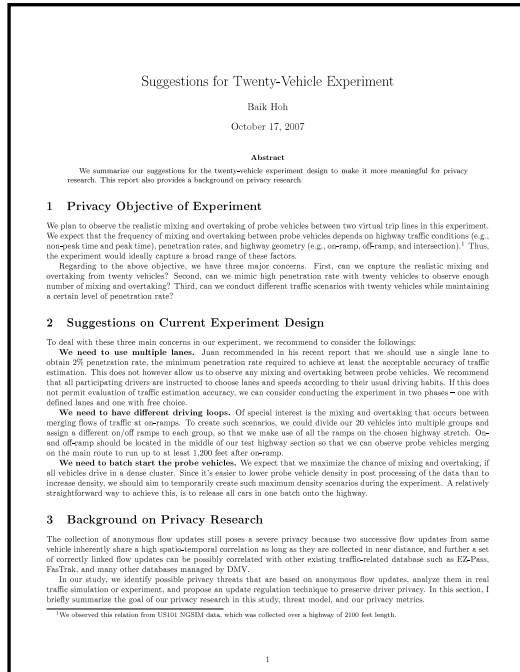 Suggestions for Twenty-Vehicle Experiment
Baik Hoh
October 17, 2007
Abstract
We summarize our suggestions for the twenty-vehicle experiment design to make it more meaningful for privacy
research. This report also provides a background on privacy research.
1 Privacy Objective of Experiment
We plan to observe the realistic mixing and overtaking of probe vehicles between two virtual trip lines in this experiment.
We expect that the frequency of mixing and overtaking between probe vehicles depends on highway traffic conditions (e.g.,
non-peak time and peak time), penetration rates, and highway geometry (e.g., on-ramp, off-ramp, and intersection).1 Thus,
the experiment would ideally capture a broad range of these factors.
Regarding to the above objective, we have three major concerns. First, can we capture the realistic mixing and
overtaking from twenty vehicles? Second, can we mimic high penetration rate with twenty vehicles to observe enough
number of mixing and overtaking? Third, can we conduct different traffic scenarios with twenty vehicles while maintaining
a certain level of penetration rate?
2 Suggestions on Current Experiment Design
To deal with these three main concerns in our experiment, we recommend to consider the followings:
We need to use multiple lanes. Juan recommended in his recent report that we should use a single lane to
obtain 2% penetration rate, the minimum penetration rate required to achieve at least the acceptable accuracy of traffic
estimation. This does not however allow us to observe any mixing and overtaking between probe vehicles. We recommend
that all participating drivers are instructed to choose lanes and speeds according to their usual driving habits. If this does
not permit evaluation of traffic estimation accuracy, we can consider conducting the experiment in two phases – one with
defined lanes and one with free choice.
We need to have different driving loops. Of special interest is the mixing and overtaking that occurs between
merging flows of traffic at on-ramps. To create such scenarios, we could divide our 20 vehicles into multiple groups and
assign a different on/off ramps to each group, so that we make use of all the ramps on the chosen highway stretch. On-
and off-ramp should be located in the middle of our test highway section so that we can observe probe vehicles merging
on the main route to run up to at least 1,200 feet after on-ramp.
We need to batch start the probe vehicles. We expect that we maximize the chance of mixing and overtaking, if
all vehicles drive in a dense cluster. Since it's easier to lower probe vehicle density in post processing of the data than to
increase density, we should aim to temporarily create such maximum density scenarios during the experiment. A relatively
straightforward way to achieve this, is to release all cars in one batch onto the highway.
3 Background on Privacy Research
The collection of anonymous flow updates still poses a severe privacy because two successive flow updates from same
vehicle inherently share a high spatio-temporal correlation as long as they are collected in near distance, and further a set
of correctly linked flow updates can be possibly correlated with other existing traffic-related database such as EZ-Pass,
FasTrak, and many other databases managed by DMV.
In our study, we identify possible privacy threats that are based on anonymous flow updates, analyze them in real
traffic simulation or experiment, and propose an update regulation technique to preserve driver privacy. In this section, I
briefly summarize the goal of our privacy research in this study, threat model, and our privacy metrics.
1We observed this relation from US101 NGSIM data, which was collected over a highway of 2100 feet length.
1